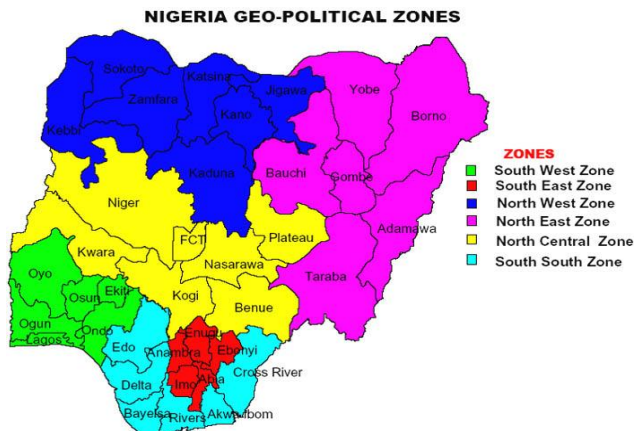 NIGERIA GEO-POLITICAL ZONES
Sokoto
Katsina
Jigawa
Yobe
Zamfara
Kano
Borno
Kebbi
Kaduna
Bauchi
Gombe
Niger
Adamawa
FCT
Plateau
Kwara
Nasarawa
Taraba
Oyo
Kogi
Benue
Ekiti
Osun
Ogun
Ondo
Lagos
Edo
Enugu
Anambra
Ebonyi
Cross River
Delta
Imo
Abia
Bayelsa
Rivers
Akwa-Ibom
ZONES
South West Zone
South East Zone
North West Zone
North East Zone
North Central Zone
South South Zone